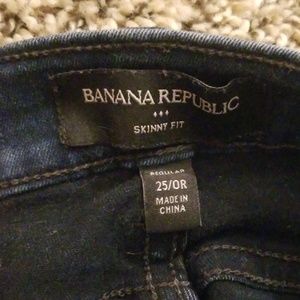 BANANA REPUBLIC
SKINNY FIT
REGULAR
25/0R
MADE IN
CHINA